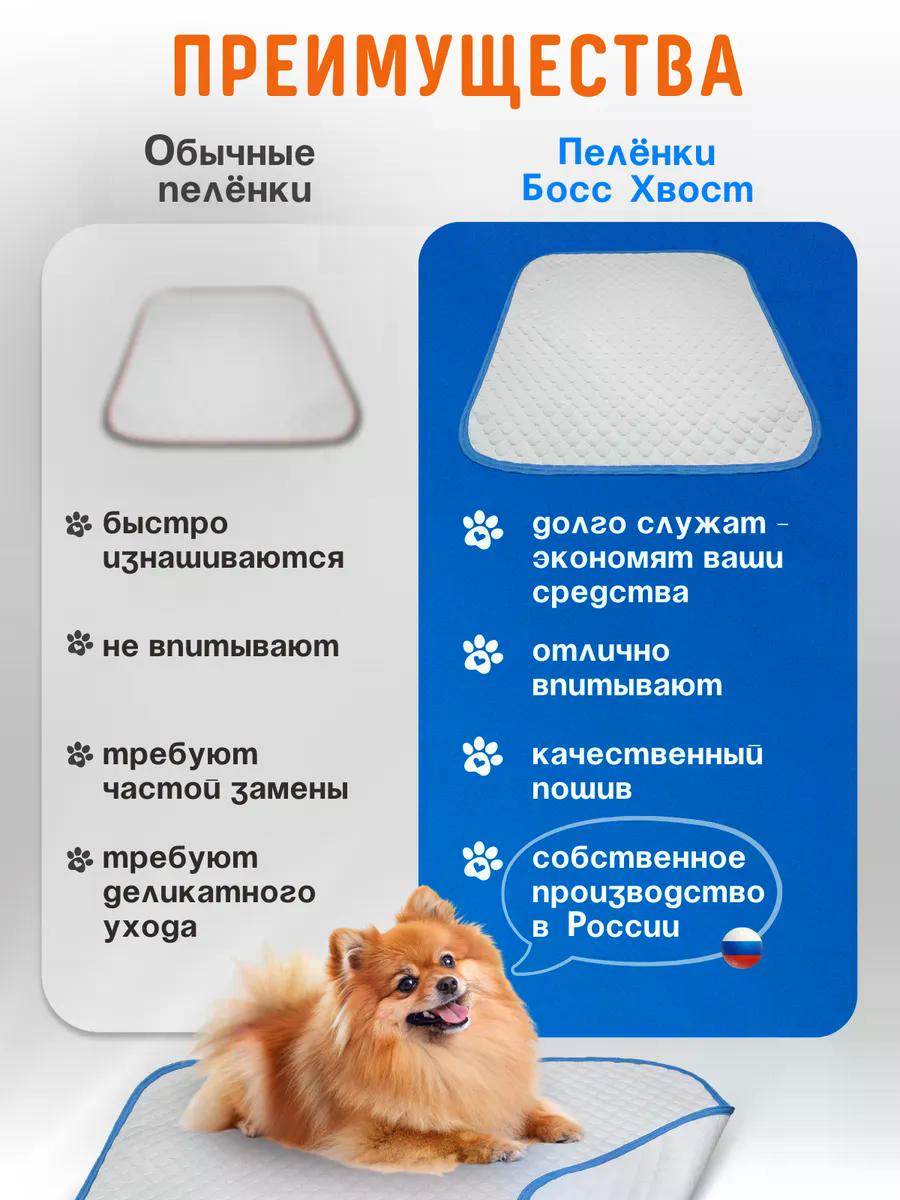 ПРЕИМУЩЕСТВА
Обычные
пелёнки
Пелёнки
Босс Хвост
быстро
изнашиваются
не впитывают
требуют
частой замены
требуют
деликатного
ухода
долго служат -
экономят ваши
средства
отлично
впитывают
качественный
пошив
собственное
производство
в России